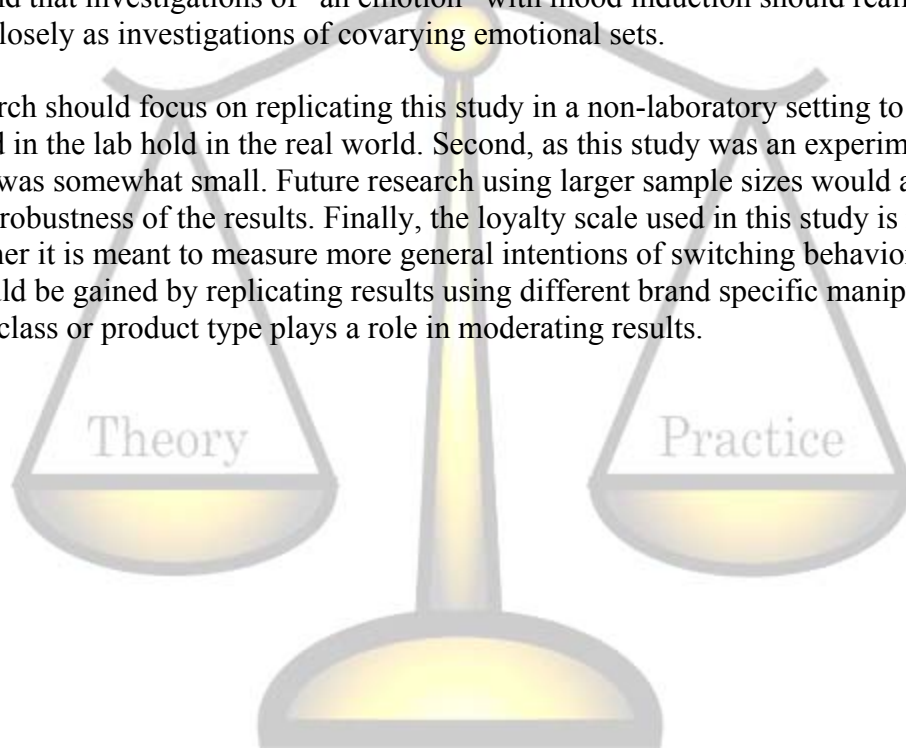 that investigations of "an emotion" with mood induction should
losely as investigations of covarying emotional sets.
rch should focus on replicating this study in a non-laboratory setting to
d in the lab hold in the real world. Second, as this study was an experim
was somewhat small. Future research using larger sample sizes would a
robustness of the results. Finally, the loyalty scale used in this study is
her it is meant to measure more general intentions of switching behavior
ld be gained by replicating results using different brand specific manip
class or product type plays a role in moderating results.
Theory
Practice